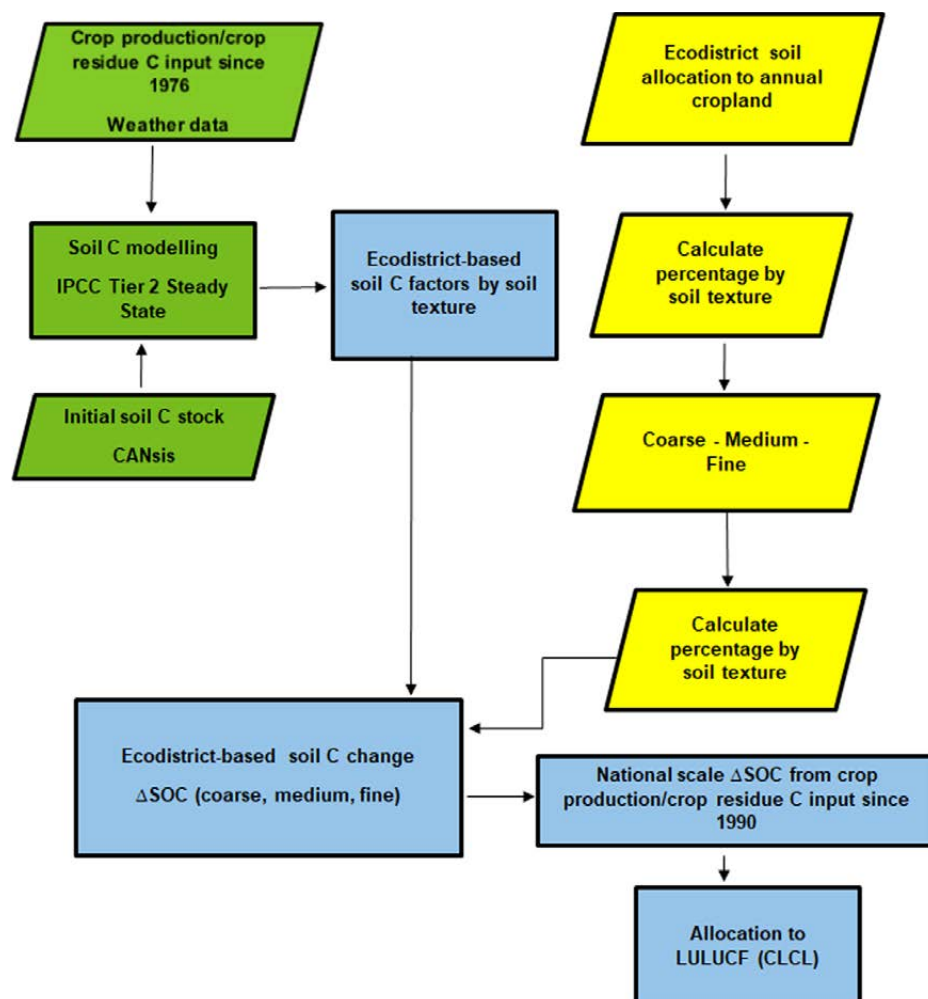 Crop production/crop
residue C input since
1976
Weather data
Ecodistrict soil
allocation to annual
cropland
Soil C modelling
IPCC Tier 2 Steady
State
Ecodistrict-based
soil C factors by soil
texture
Calculate
percentage by
soil texture
Initial soil C stock
CANsis
Coarse - Medium -
Fine
Calculate
percentage by
soil texture
Ecodistrict-based soil C change
ΔSOC (coarse, medium, fine)
National scale ΔSOC from crop
production/crop residue C input since
1990
Allocation to
LULUCF (CLCL)